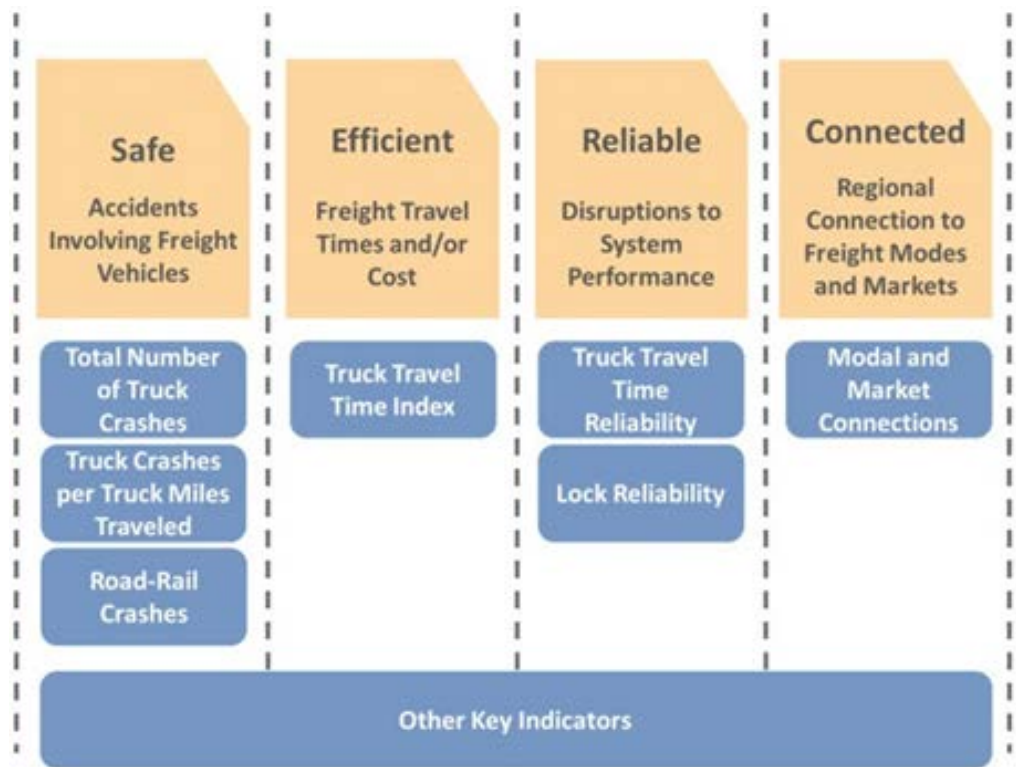 Safe
Accidents
Involving Freight
Vehicles
Efficient
Freight Travel
Times and/or
Cost
Reliable
Disruptions to
System
Performance
Connected
Regional
Connection to
Freight Modes
and Markets
Total Number
of Truck
Crashes
Truck Crashes
per Truck Miles
Traveled
Road-Rail
Crashes
Truck Travel
Time Index
Truck Travel
Time
Reliability
Lock Reliability
Modal and
Market
Connections
Other Key Indicators